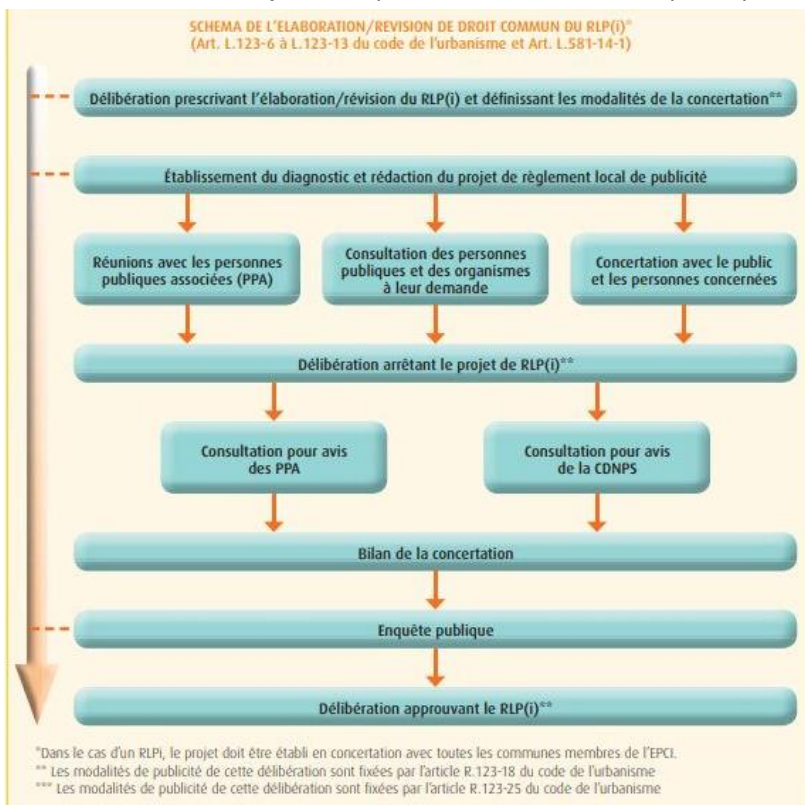 SCHEMA DE L'ELABORATION/REVISION DE DROIT COMMUN DU RLP(i)*
(Art. L.123-6 à L.123-13 du code de l'urbanisme et Art. L.581-14-1)
Délibération prescrivant l'élaboration/révision du RLP(i) et définissant les modalités de la concertation**
Établissement du diagnostic et rédaction du projet de règlement local de publicité
Réunions avec les personnes
publiques associées (PPA)
Consultation des personnes
publiques et des organismes
à leur demande
Concertation avec le public
et les personnes concernées
Délibération arrêtant le projet de RLP(i)**
Consultation pour avis
des PPA
Consultation pour avis
de la CDNPS
Bilan de la concertation
Enquête publique
Délibération approuvant le RLP(i)**
*Dans le cas d'un RLPi, le projet doit être établi en concertation avec toutes les communes membres de l'EPCI.
** Les modalités de publicité de cette délibération sont fixées par l'article R.123-18 du code de l'urbanisme
*** Les modalités de publicité de cette délibération sont fixées par l'article R.123-25 du code de l'urbanisme